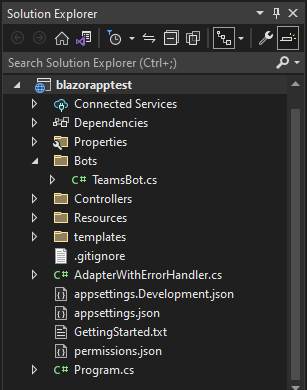 Solution Explorer
Search Solution Explorer (Ctrl+;)
blazorapptest
Connected Services
Dependencies
Properties
Bots
C# TeamsBot.cs
Controllers
Resources
templates
.gitignore
C# AdapterWithErrorHandler.cs
appsettings.Development.json
appsettings.json
GettingStarted.txt
permissions.json
C# Program.cs